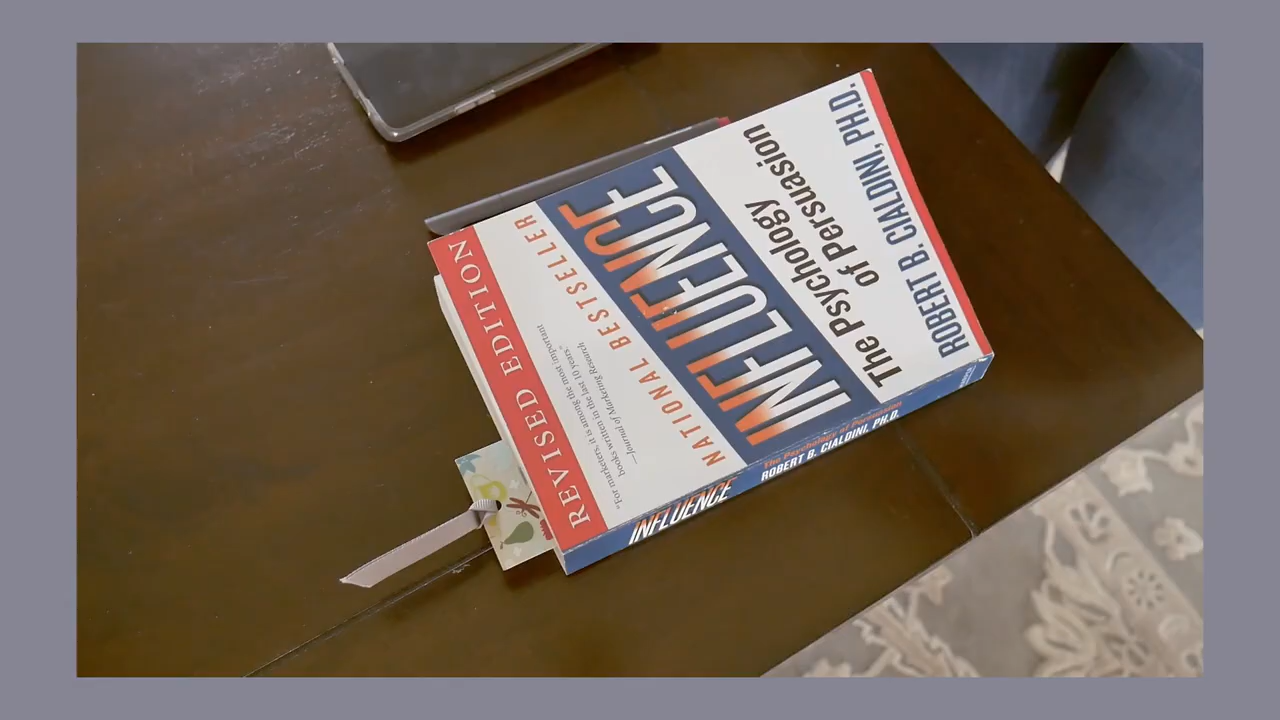 REVISED EDITION
"For marketers, it is among the most important
books written in the last 10 years."
—Journal of Marketing Research
NATIONAL BESTSELLER
INFLUENCE
The Psychology
of Persuasion
ROBERT B. CIALDINI, PH.D.
INFLUENCE
The Psychology of Persuasion
ROBERT B. CIALDINI, PH.D.